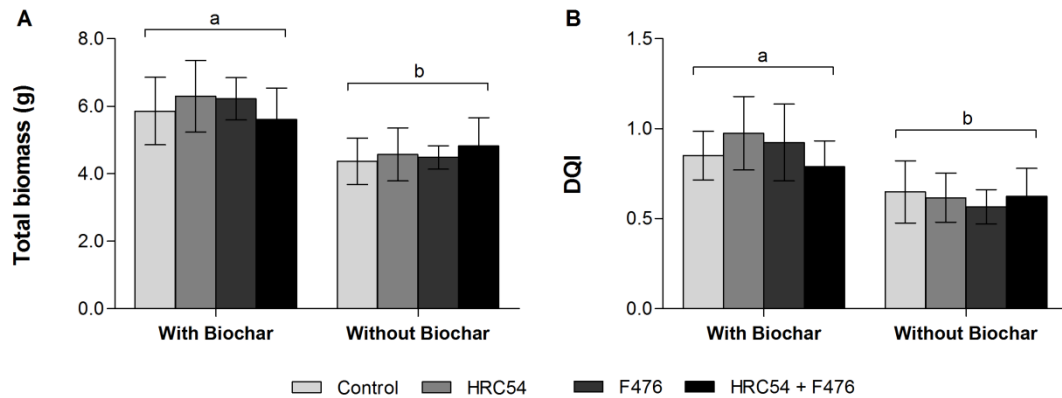 A
Total biomass (g)
8.0
6.0
4.0
2.0
0.0
a
b
With Biochar
Without Biochar
B
DQI
1.5
1.0
0.5
0.0
a
b
With Biochar
Without Biochar
Control
HRC54
F476
HRC54 + F476